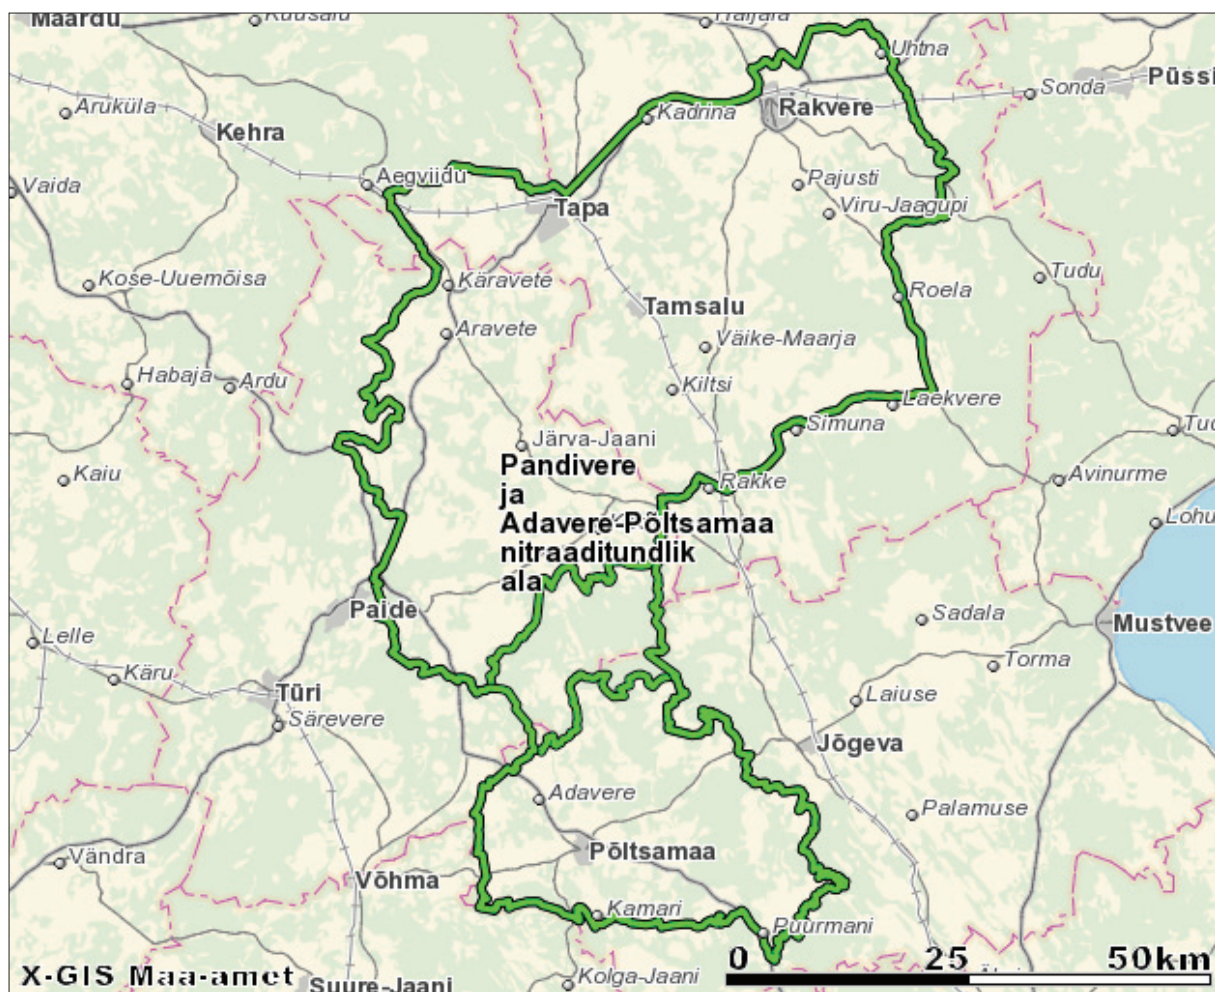 Maardu
Kuusalu
Haljala
Uhtna
Püssi
Sonda
Aruküla
Kehra
Kadrina
Rakvere
Vaida
Aegviidu
Tapa
Pajusti
Viru-Jaagupi
Kose-Uuemõisa
Käravete
Tudu
Roela
Tamsalu
Aravete
Väike-Maarja
Habaja
Ardu
Kiltsi
Laekvere
Simuna
Järva-Jaani
Kaiu
Rakke
Avinurme
Pandivere
ja
Adavere-Põltsamaa
nitraaditundlik
ala
Lohu
Paide
Sadala
Mustvee
Lelle
Käru
Torma
Türi
Särevere
Laiuse
Jõgeva
Adavere
Palamuse
Põltsamaa
Vändra
Võhma
Kamari
Puurmani
0 25 50km
X-GIS Maa-amet
Suure-Jaani
Kolga-Jaani